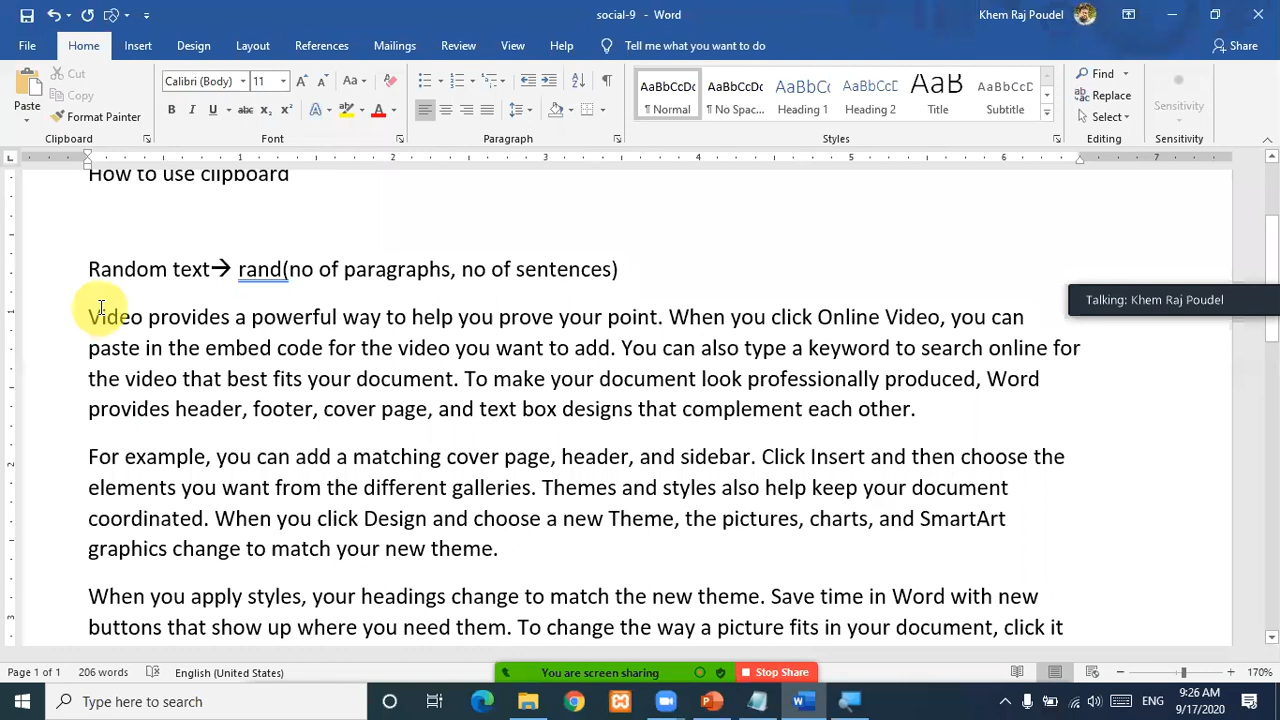 social-9 - Word
Khem Raj Poudel
File Home Insert Design Layout References Mailings Review View Help Tell me what you want to do Share
Paste
Cut
Copy
Format Painter
Clipboard
Calibri (Body) 11
Font
Paragraph
AaBbCcDc AaBbCcDc AaBbCc AaBbCcC AaB AaBbCcC
¶ Normal ¶ No Spac... Heading 1 Heading 2 Title Subtitle
Styles
Find
Replace
Select
Editing
Sensitivity
Sensitivity
1 2 3 4 5 6 7
How to use clipboard
Random text→ rand(no of paragraphs, no of sentences)
Talking: Khem Raj Poudel
Video provides a powerful way to help you prove your point. When you click Online Video, you can
paste in the embed code for the video you want to add. You can also type a keyword to search online for
the video that best fits your document. To make your document look professionally produced, Word
provides header, footer, cover page, and text box designs that complement each other.
For example, you can add a matching cover page, header, and sidebar. Click Insert and then choose the
elements you want from the different galleries. Themes and styles also help keep your document
coordinated. When you click Design and choose a new Theme, the pictures, charts, and SmartArt
graphics change to match your new theme.
When you apply styles, your headings change to match the new theme. Save time in Word with new
buttons that show up where you need them. To change the way a picture fits in your document, click it
Page 1 of 1 206 words English (United States) You are screen sharing Stop Share 170%
Type here to search
ENG
9:26 AM
9/17/2020